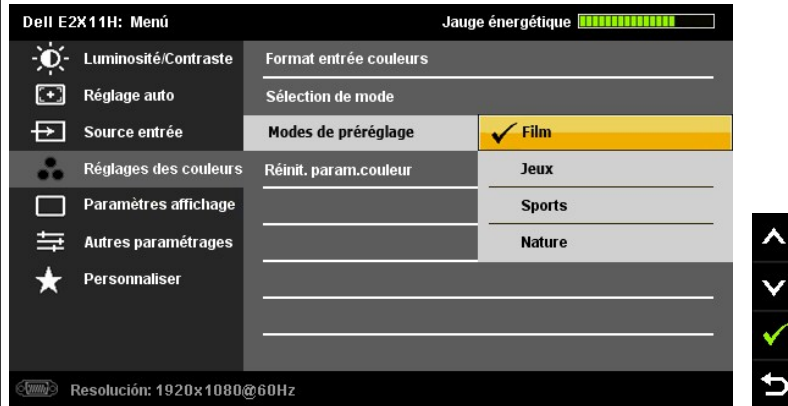 Dell E2X11H: Menú
Jauge énergétique
Luminosité/Contraste
Réglage auto
Source entrée
Réglages des couleurs
Paramètres affichage
Autres paramétrages
Personnaliser
Format entrée couleurs
Sélection de mode
Modes de préréglage
Réinit. param.couleur
Film
Jeux
Sports
Nature
Resolución: 1920x1080@60Hz